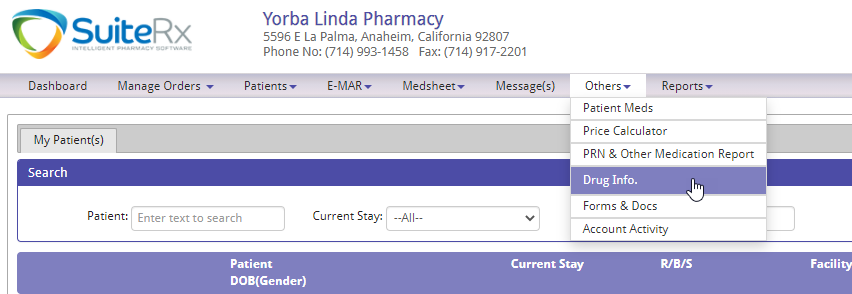 SuiteRx
INTELLIGENT PHARMACY SOFTWARE
Yorba Linda Pharmacy
5596 E La Palma, Anaheim, California 92807
Phone No: (714) 993-1458 Fax: (714) 917-2201
Dashboard Manage Orders Patients E-MAR Medsheet Message(s) Others Reports
Patient Meds
Price Calculator
PRN & Other Medication Report
Drug Info.
Forms & Docs
Account Activity
My Patient(s)
Search
Patient: Enter text to search Current Stay: --All--
Patient Current Stay R/B/S Facility
DOB(Gender)